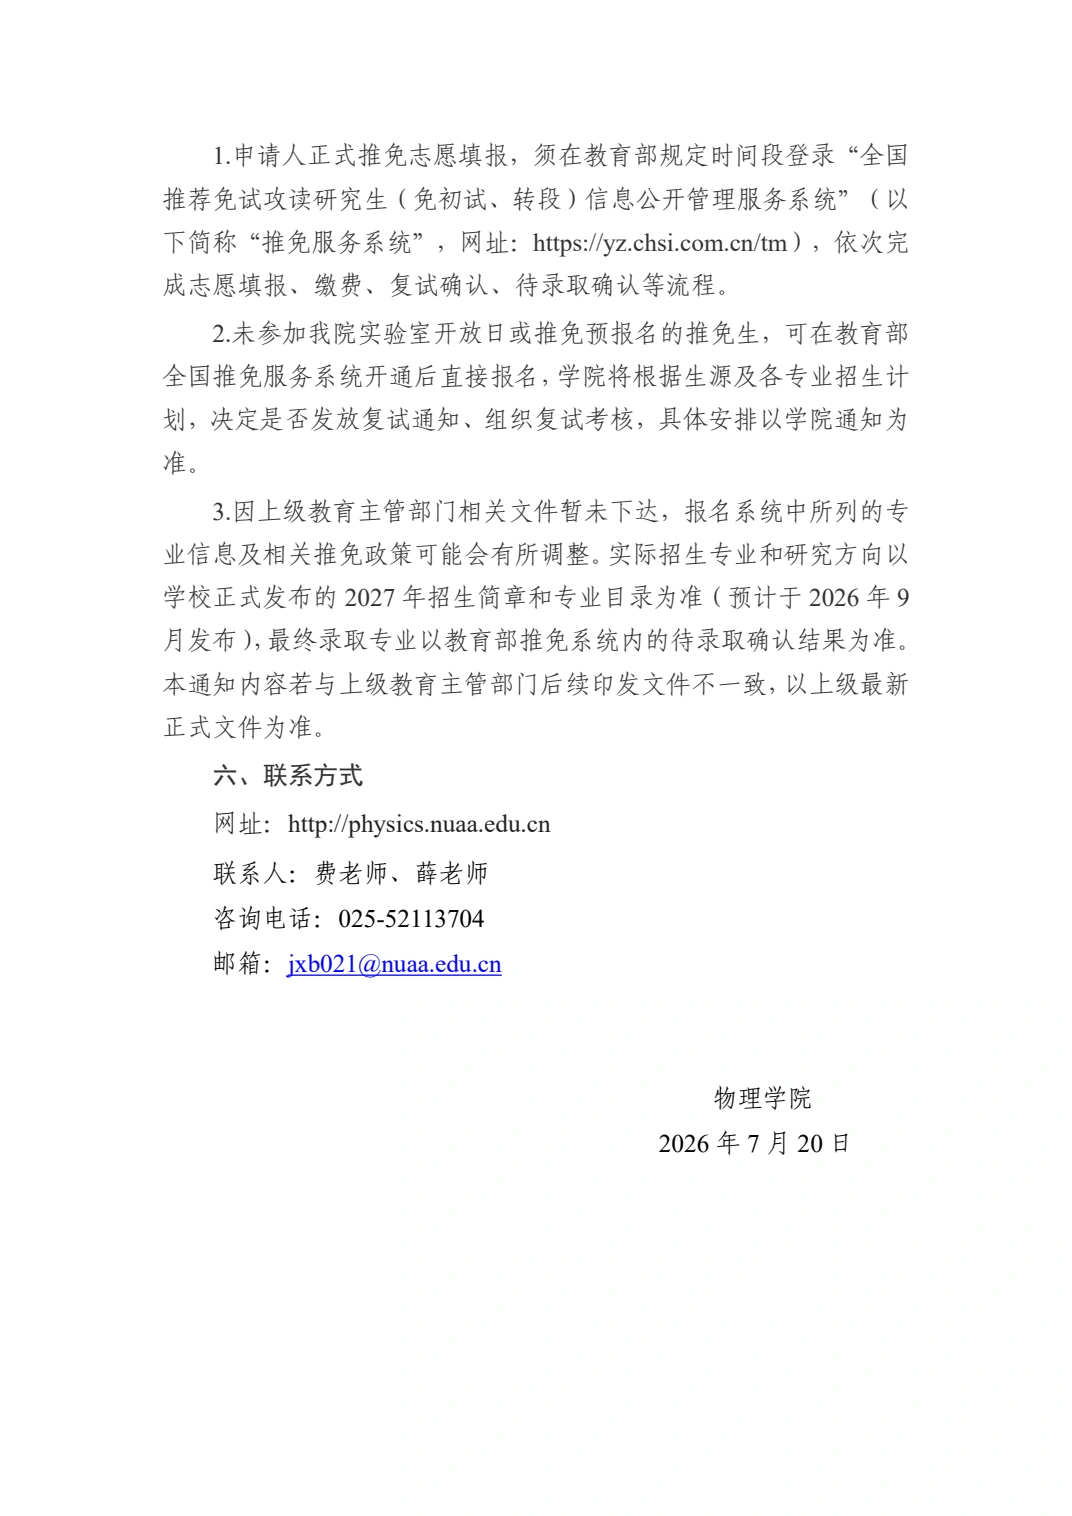 1.申请人正式推免志愿填报，须在教育部规定时间段登录“全国
推荐免试攻读研究生（免初试、转段）信息公开管理服务系统”（以
下简称“推免服务系统”，网址：https://yz.chsi.com.cn/tm），依次完
成志愿填报、缴费、复试确认、待录取确认等流程。
2.未参加我院实验室开放日或推免预报名的推免生，可在教育部
全国推免服务系统开通后直接报名，学院将根据生源及各专业招生计
划，决定是否发放复试通知、组织复试考核，具体安排以学院通知为
准。
3.因上级教育主管部门相关文件暂未下达，报名系统中所列的专
业信息及相关推免政策可能会有所调整。实际招生专业和研究方向以
学校正式发布的 2027 年招生简章和专业目录为准（预计于 2026 年 9
月发布），最终录取专业以教育部推免系统内的待录取确认结果为准。
本通知内容若与上级教育主管部门后续印发文件不一致，以上级最新
正式文件为准。
六、联系方式
网址：http://physics.nuaa.edu.cn
联系人：费老师、薛老师
咨询电话：025-52113704
邮箱：jxb021@nuaa.edu.cn
物理学院
2026 年 7 月 20 日